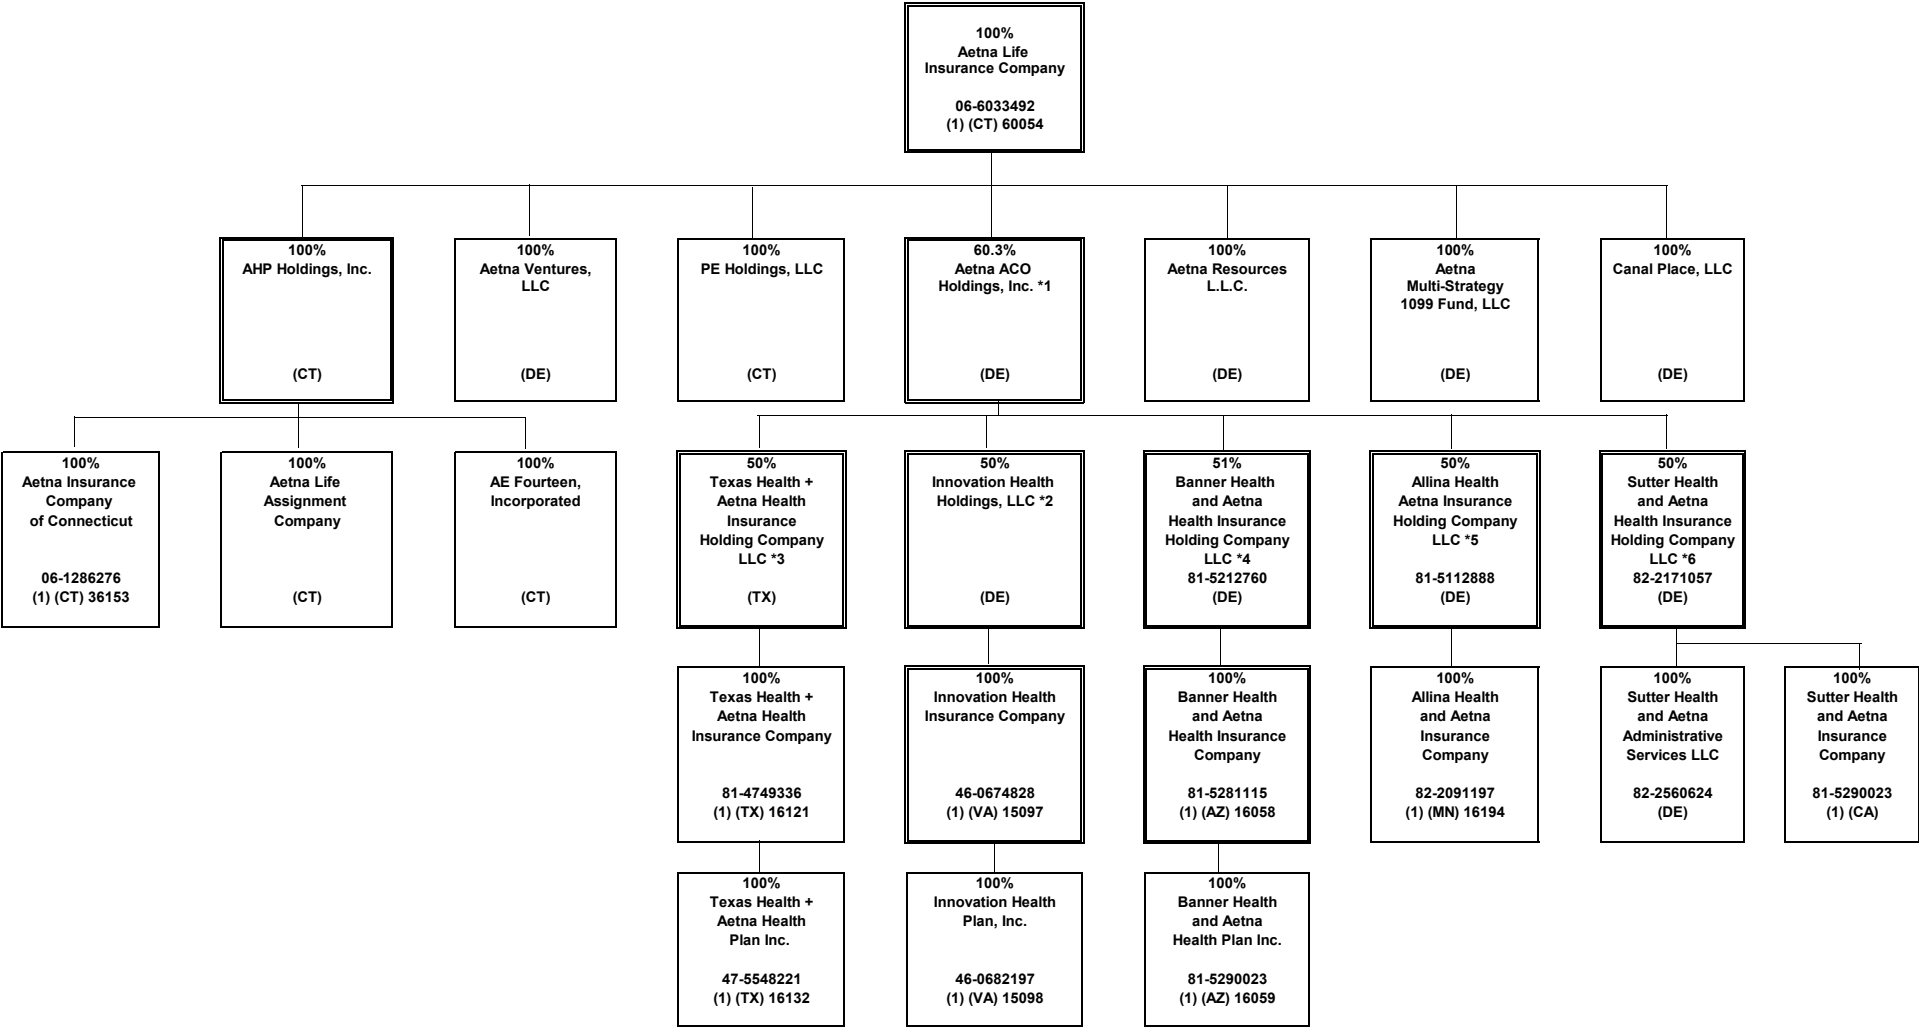 100%
Aetna Life
Insurance Company
06-6033492
(1) (CT) 60054
100%
AHP Holdings, Inc.
(CT)
100%
Aetna Ventures,
LLC
(DE)
100%
PE Holdings, LLC
(CT)
60.3%
Aetna ACO
Holdings, Inc. *1
(DE)
100%
Aetna Resources
L.L.C.
(DE)
100%
Aetna
Multi-Strategy
1099 Fund, LLC
(DE)
100%
Canal Place, LLC
(DE)
100%
Aetna Insurance
Company
of Connecticut
06-1286276
(1) (CT) 36153
100%
Aetna Life
Assignment
Company
(CT)
100%
AE Fourteen,
Incorporated
(CT)
50%
Texas Health +
Aetna Health
Insurance
Holding Company
LLC *3
(TX)
50%
Innovation Health
Holdings, LLC *2
(DE)
51%
Banner Health
and Aetna
Health Insurance
Holding Company
LLC *4
81-5212760
(DE)
50%
Allina Health
Aetna Insurance
Holding Company
LLC *5
81-5112888
(DE)
50%
Sutter Health
and Aetna
Health Insurance
Holding Company
LLC *6
82-2171057
(DE)
100%
Texas Health +
Aetna Health
Insurance Company
81-4749336
(1) (TX) 16121
100%
Innovation Health
Insurance Company
46-0674828
(1) (VA) 15097
100%
Banner Health
and Aetna
Health Insurance
Company
81-5281115
(1) (AZ) 16058
100%
Allina Health
and Aetna
Insurance
Company
82-2091197
(1) (MN) 16194
100%
Sutter Health
and Aetna
Administrative
Services LLC
82-2560624
(DE)
100%
Sutter Health
and Aetna
Insurance
Company
81-5290023
(1) (CA)
100%
Texas Health +
Aetna Health
Plan Inc.
47-5548221
(1) (TX) 16132
100%
Innovation Health
Plan, Inc.
46-0682197
(1) (VA) 15098
100%
Banner Health
and Aetna
Health Plan Inc.
81-5290023
(1) (AZ) 16059